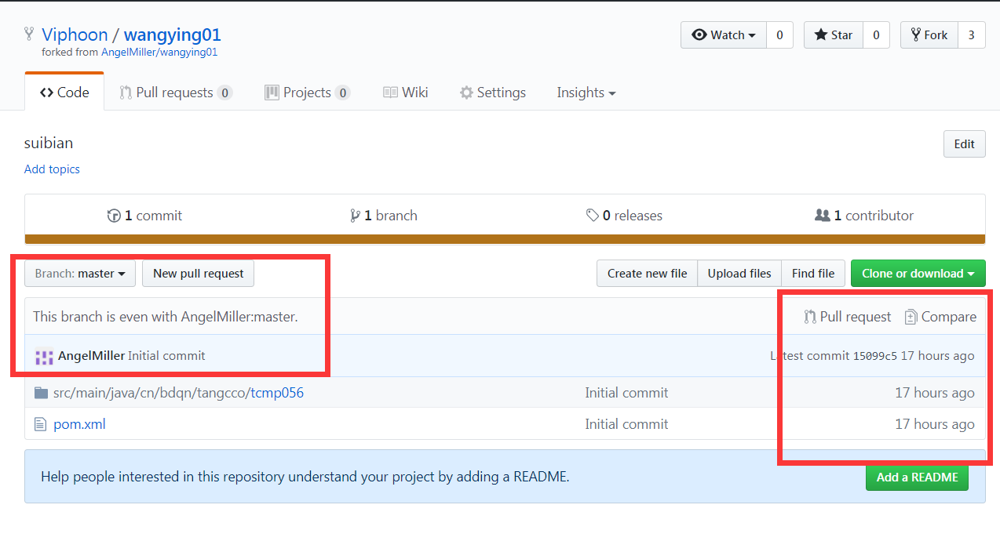 Viphoon / wangying01
Watch 0 Star 0 Fork 3
forked from AngelMiller/wangying01
Code Pull requests 0 Projects 0 Wiki Settings Insights
suibian
Edit
Add topics
1 commit 1 branch 0 releases 1 contributor
Branch: master New pull request Create new file Upload files Find file Clone or download
This branch is even with AngelMiller:master. Pull request Compare
AngelMiller Initial commit Latest commit 15099c5 17 hours ago
src/main/java/cn/bdqn/tangcco/tcmp056 Initial commit 17 hours ago
pom.xml Initial commit 17 hours ago
Help people interested in this repository understand your project by adding a README. Add a README